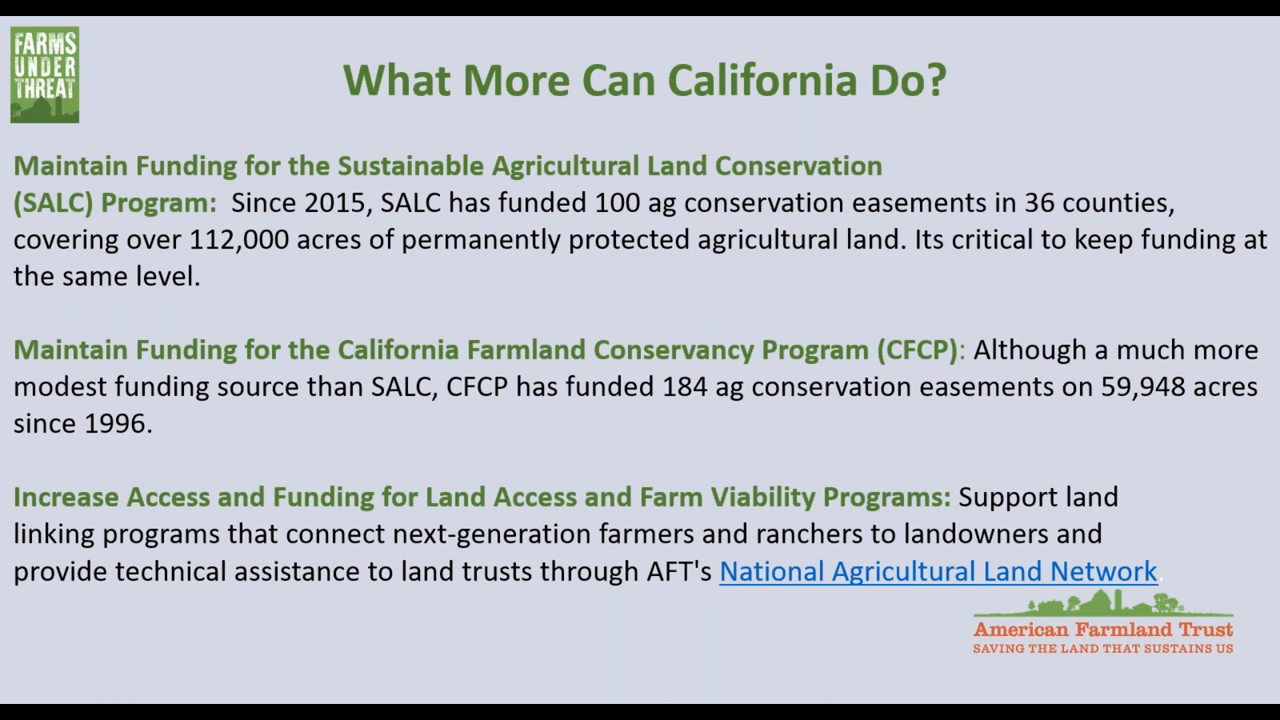 FARMS
UNDER
THREAT
What More Can California Do?
Maintain Funding for the Sustainable Agricultural Land Conservation
(SALC) Program: Since 2015, SALC has funded 100 ag conservation easements in 36 counties,
covering over 112,000 acres of permanently protected agricultural land. Its critical to keep funding at
the same level.
Maintain Funding for the California Farmland Conservancy Program (CFCP): Although a much more
modest funding source than SALC, CFCP has funded 184 ag conservation easements on 59,948 acres
since 1996.
Increase Access and Funding for Land Access and Farm Viability Programs: Support land
linking programs that connect next-generation farmers and ranchers to landowners and
provide technical assistance to land trusts through AFT's National Agricultural Land Network.
American Farmland Trust
SAVING THE LAND THAT SUSTAINS US